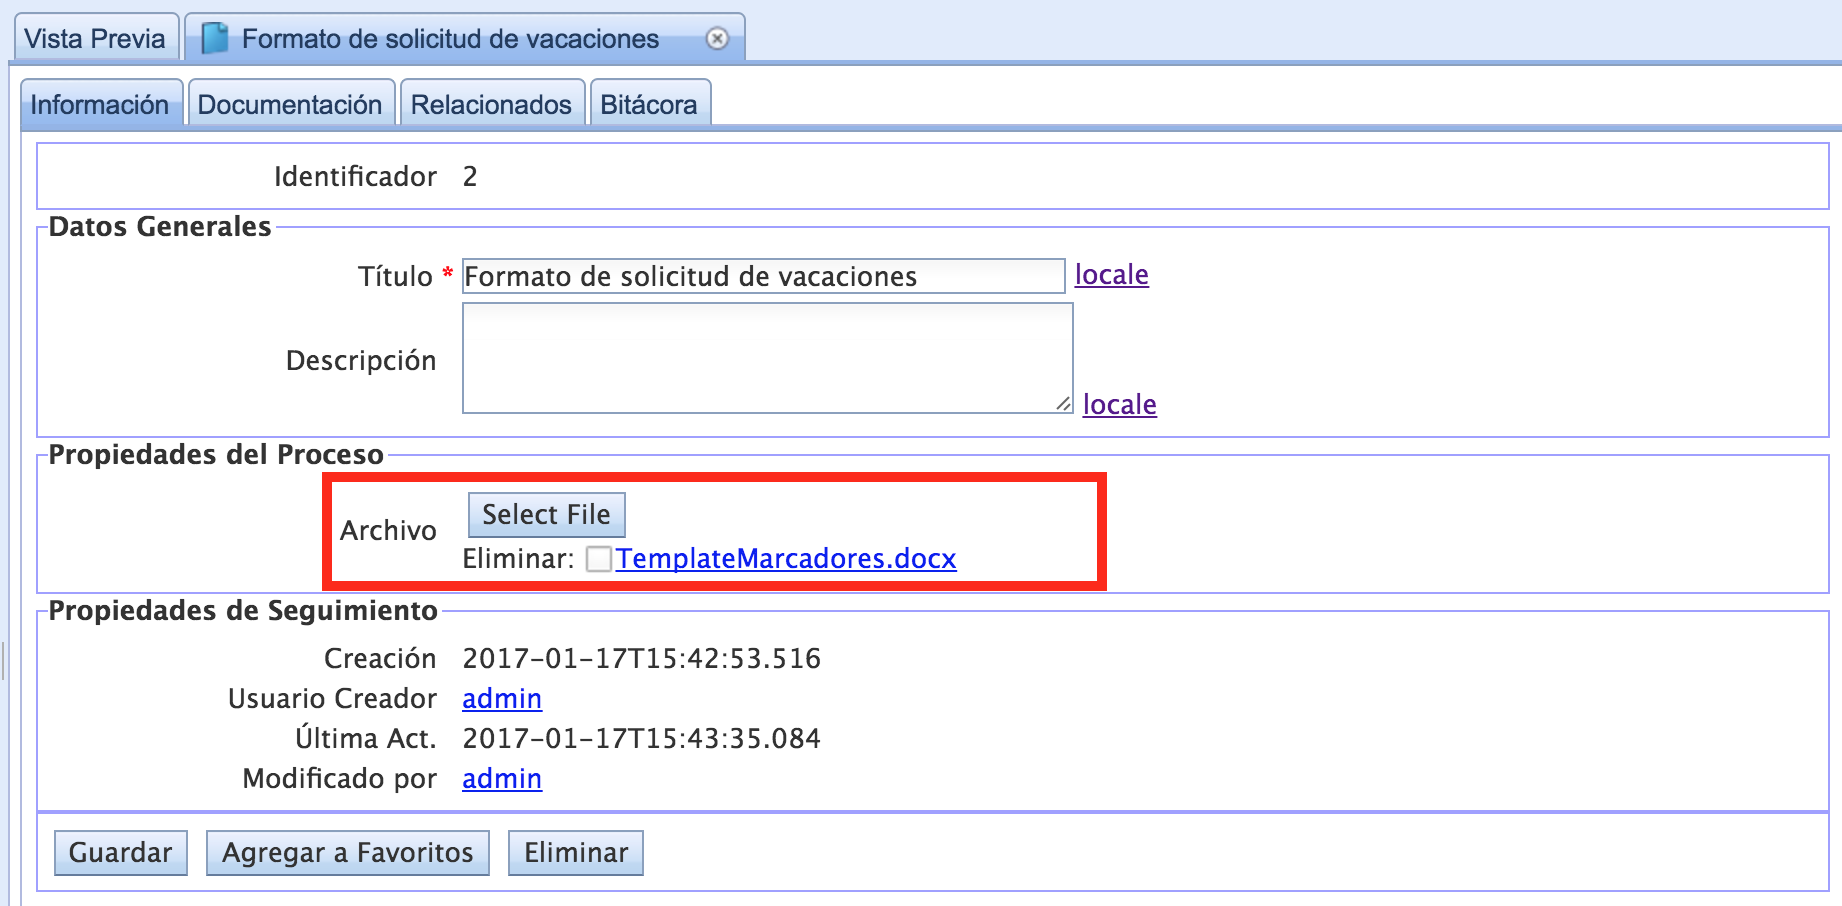 Vista Previa Formato de solicitud de vacaciones
Información Documentación Relacionados Bitácora
Identificador 2
Datos Generales
Título * Formato de solicitud de vacaciones locale
Descripción locale
Propiedades del Proceso
Archivo Select File
Eliminar: TemplateMarcadores.docx
Propiedades de Seguimiento
Creación 2017-01-17T15:42:53.516
Usuario Creador admin
Última Act. 2017-01-17T15:43:35.084
Modificado por admin
Guardar Agregar a Favoritos Eliminar